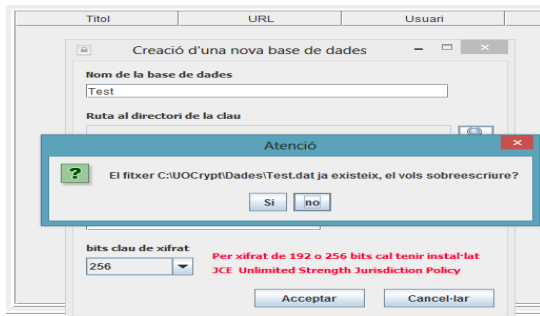 Titol URL Usuari
Creació d'una nova base de dades
Nom de la base de dades
Test
Ruta al directori de la clau
Atenció
El fitxer C:\UOCrypt\Dades\Test.dat ja existeix, el vols sobreescriure?
Si no
bits clau de xifrat
256
Per xifrat de 192 o 256 bits cal tenir instal·lat
JCE Unlimited Strength Jurisdiction Policy
Acceptar Cancel·lar